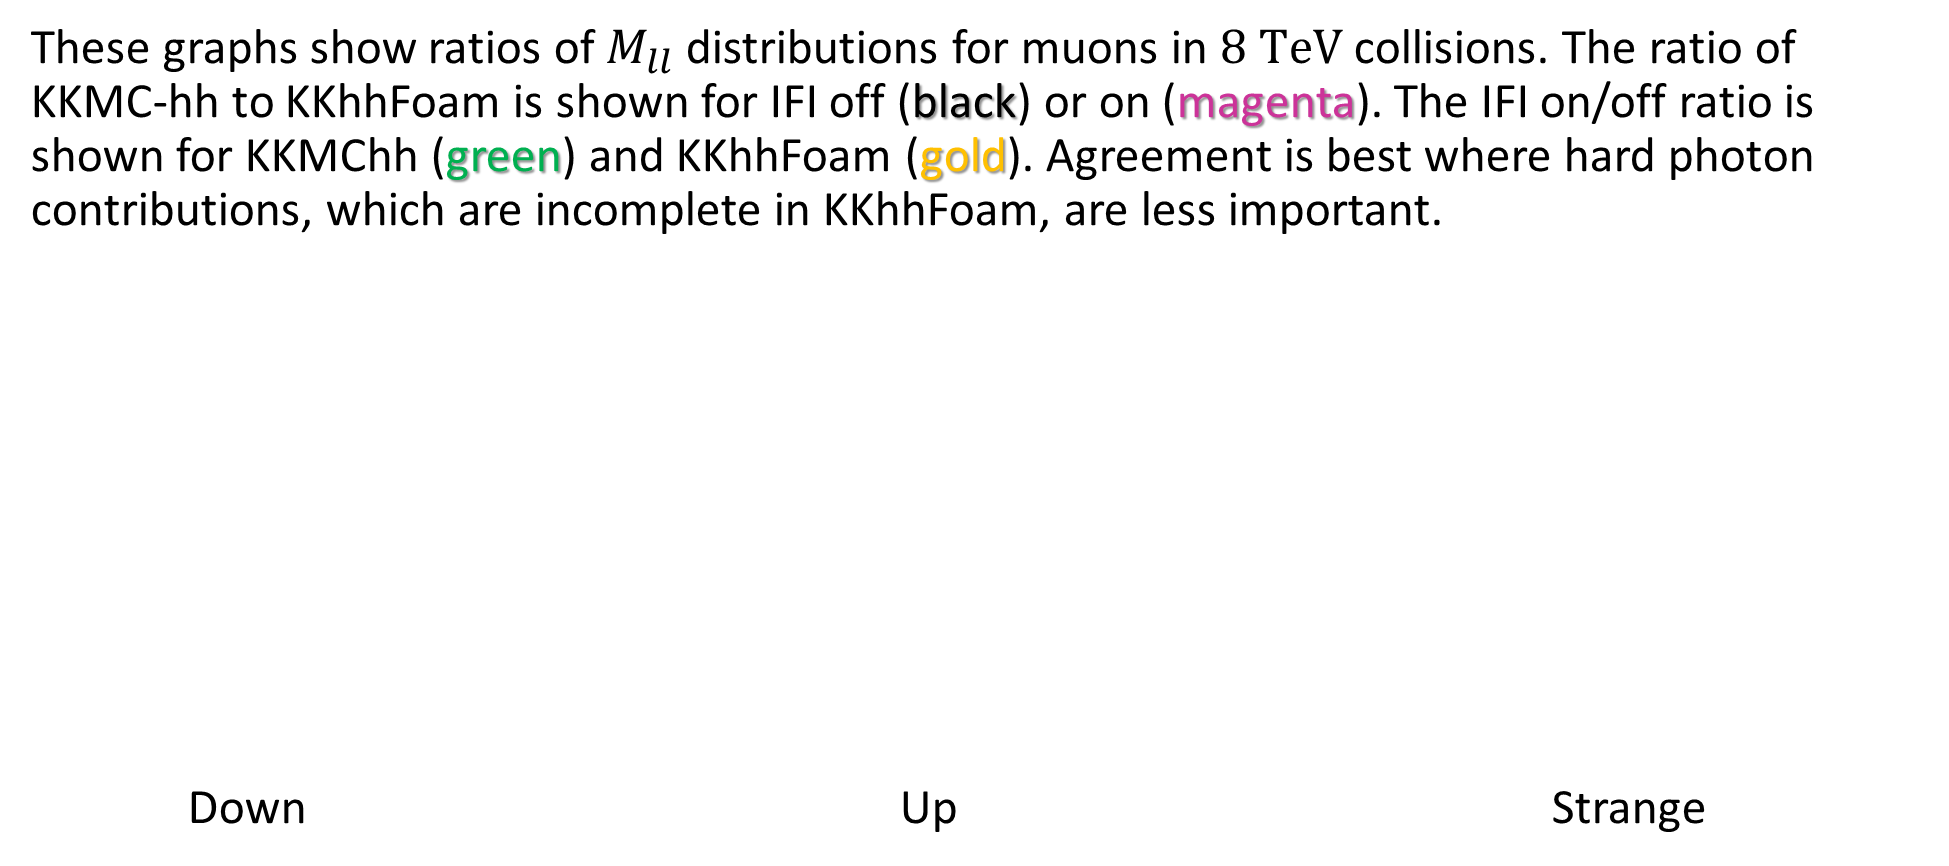 These graphs show ratios of M_ll distributions for muons in 8 TeV collisions. The ratio of
KKMC-hh to KKhhFoam is shown for IFI off (black) or on (magenta). The IFI on/off ratio is
shown for KKMChh (green) and KKhhFoam (gold). Agreement is best where hard photon
contributions, which are incomplete in KKhhFoam, are less important.
Down Up Strange